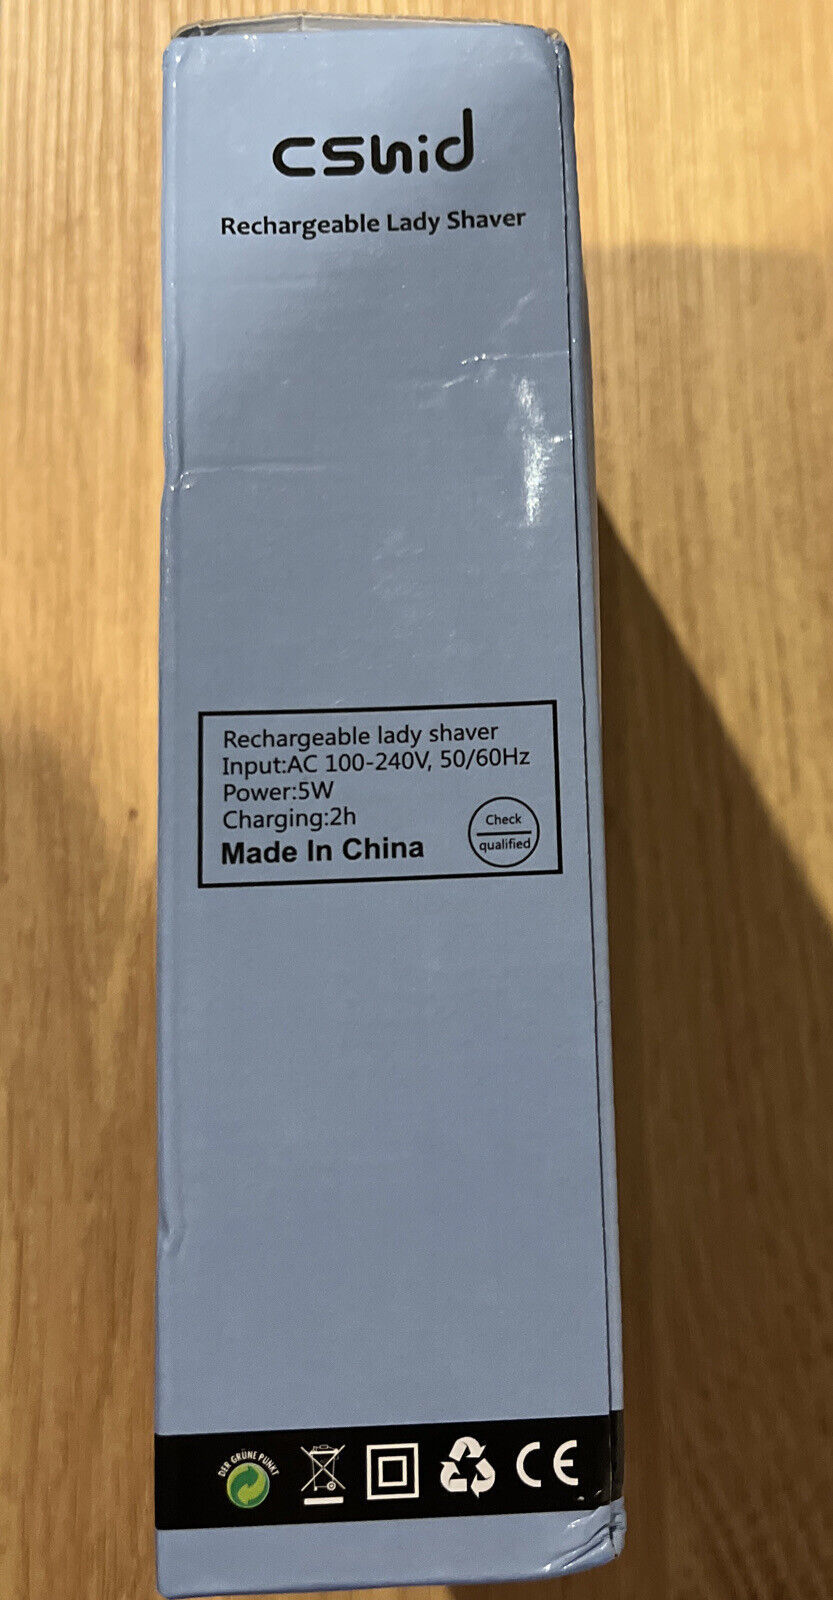 cshid
Rechargeable Lady Shaver
Rechargeable lady shaver
Input:AC 100-240V, 50/60Hz
Power:5W
Charging:2h
Made In China
Check
qualified
DER GRÜNE PUNKT
CE